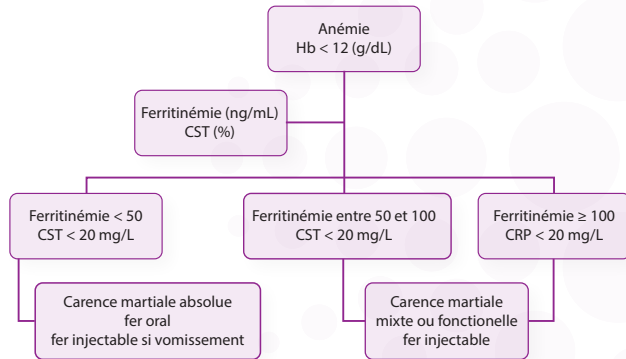 Anémie
Hb < 12 (g/dL)
Ferritinémie (ng/mL)
CST (%)
Ferritinémie < 50
CST < 20 mg/L
Ferritinémie entre 50 et 100
CST < 20 mg/L
Ferritinémie ≥ 100
CRP < 20 mg/L
Carence martiale absolue
fer oral
fer injectable si vomissement
Carence martiale
mixte ou fonctionelle
fer injectable